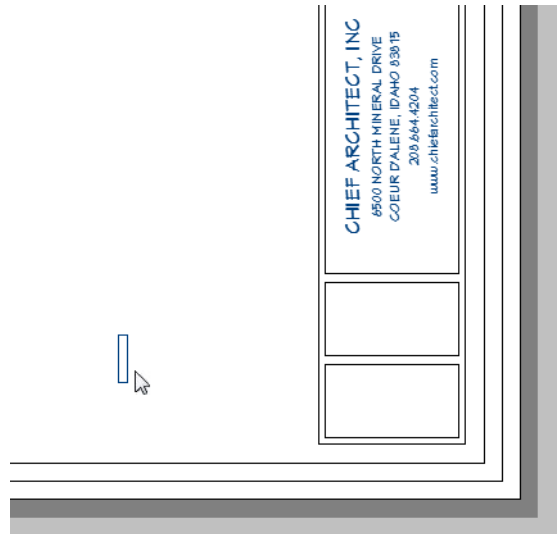 CHIEF ARCHITECT, INC
6500 NORTH MINERAL DRIVE
COEUR D'ALENE, IDAHO 83815
208.664.4204
www.chiefarchitect.com